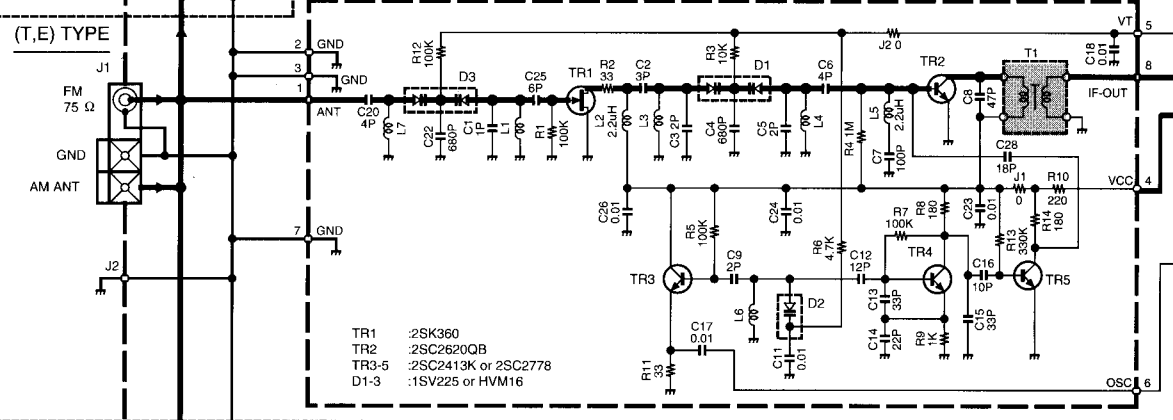 (T,E) TYPE
J1
FM
75 Ω
GND
AM ANT
J2
2 GND
3 GND
1 ANT
7 GND
C20
4P
L7
R12
100K
D3
C22
680P
C1
1P
L1
C25
6P
R1
100K
TR1
R2
33
L2
2.2uH
C2
3P
L3
C3 2P
R3
10K
D1
C4
680P
C5
2P
L4
C6
4P
R4 1M
J2 0
L5
2.2uH
C7
100P
TR2
C8
47P
T1
VT 5
C18
0.01
8
IF-OUT
C28
18P
VCC 4
J1
0
R10
220
C26
0.01
R5
100K
C24
0.01
R6
4.7K
R7
100K
R8
180
C23
0.01
R13
330K
R14
180
TR3
C9
2P
L6
D2
C11
0.01
C12
12P
TR4
C13
33P
C14
22P
R9
1K
C15
33P
C16
10P
TR5
C17
0.01
R11
33
OSC 6
TR1 :2SK360
TR2 :2SC2620QB
TR3-5 :2SC2413K or 2SC2778
D1-3 :1SV225 or HVM16